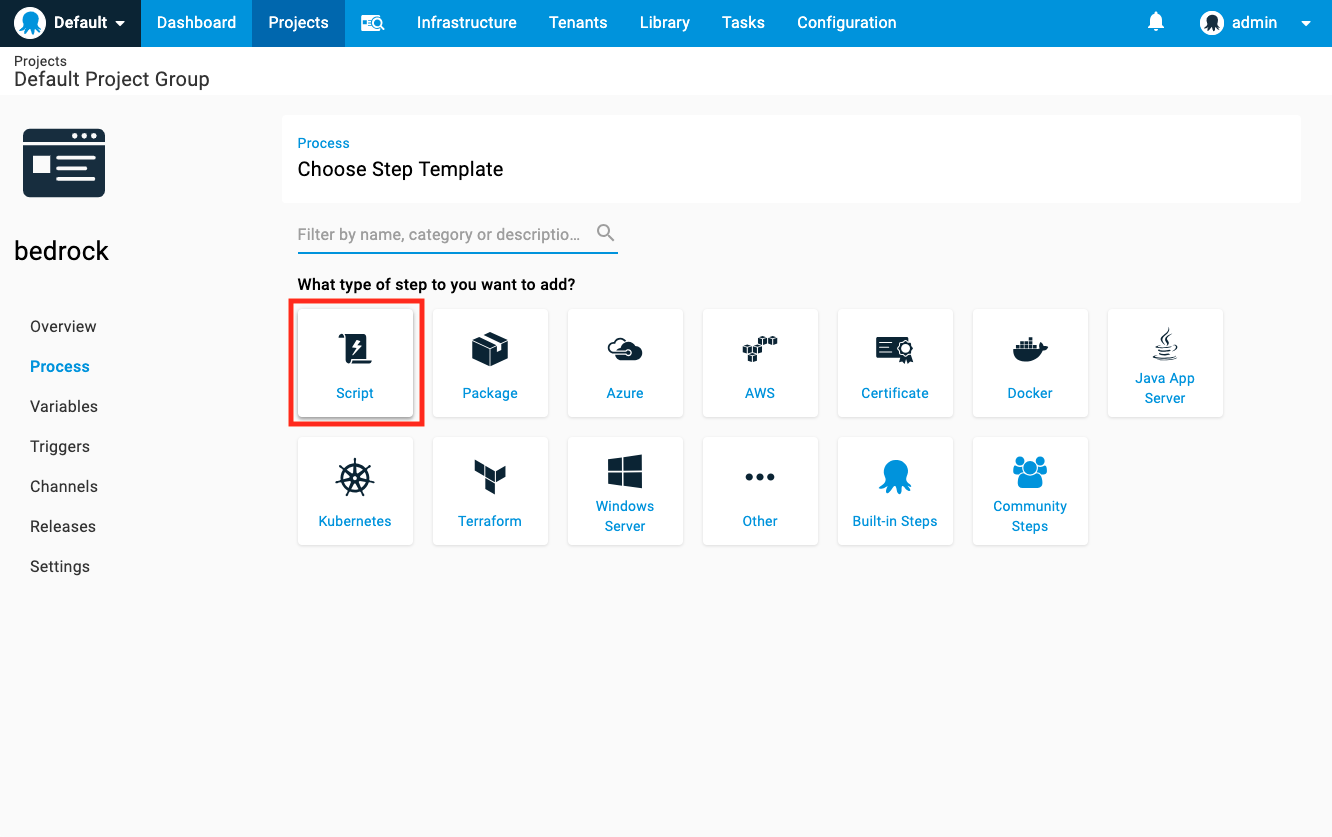 Default
Dashboard
Projects
Infrastructure
Tenants
Library
Tasks
Configuration
admin
Projects
Default Project Group
bedrock
Overview
Process
Variables
Triggers
Channels
Releases
Settings
Process
Choose Step Template
Filter by name, category or descriptio...
What type of step to you want to add?
Script
Package
Azure
AWS
Certificate
Docker
Java App
Server
Kubernetes
Terraform
Windows
Server
Other
Built-in Steps
Community
Steps